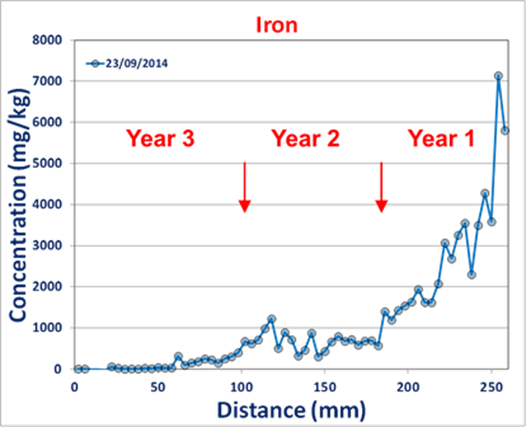 Iron
8000
7000
6000
5000
4000
3000
2000
1000
0
Concentration (mg/kg)
23/09/2014
Year 3 Year 2 Year 1
0 50 100 150 200 250
Distance (mm)